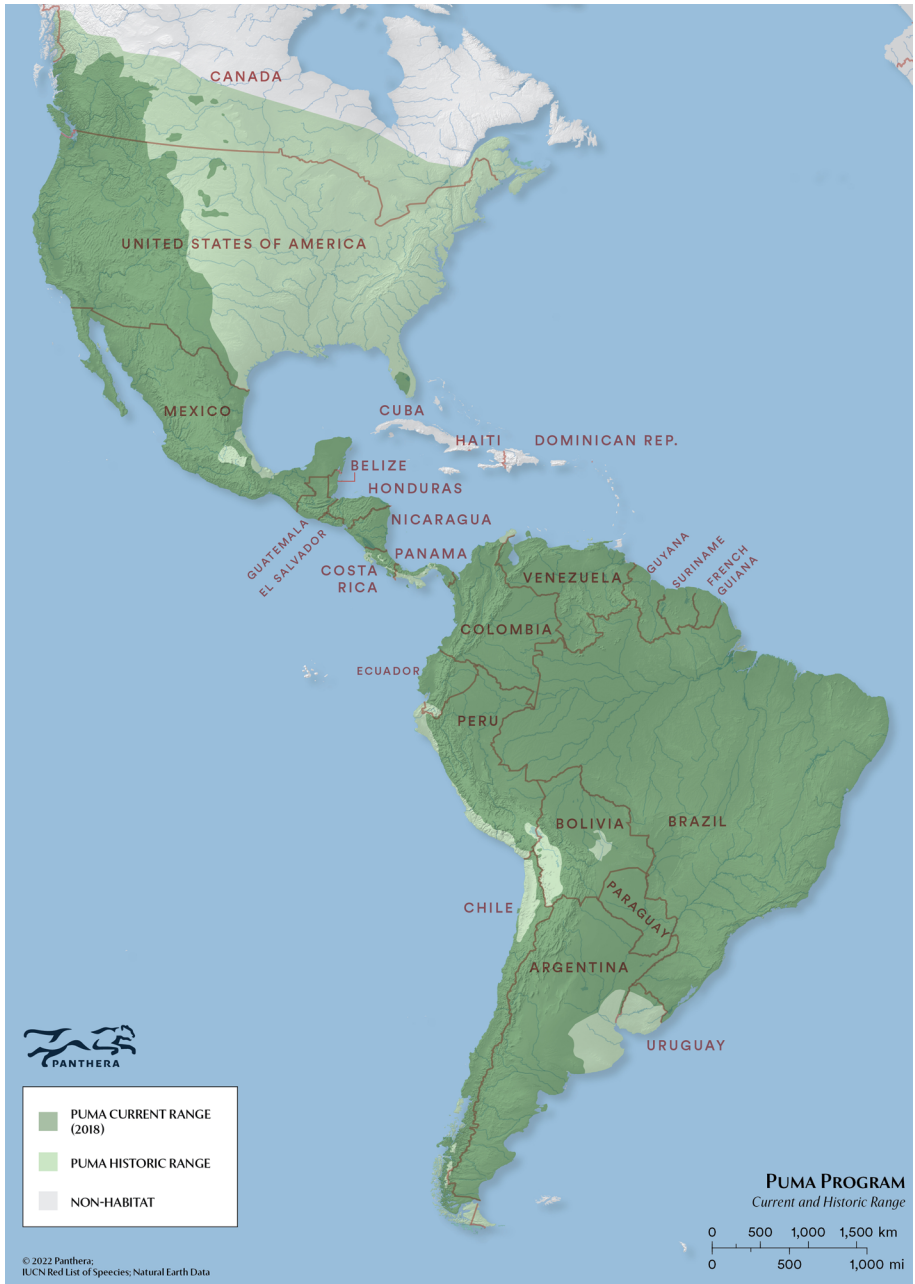 CANADA
UNITED STATES OF AMERICA
MEXICO
CUBA
HAITI
DOMINICAN REP.
BELIZE
HONDURAS
NICARAGUA
GUATEMALA
EL SALVADOR
PANAMA
COSTA
RICA
VENEZUELA
GUYANA
SURINAME
FRENCH
GUIANA
COLOMBIA
ECUADOR
PERU
BOLIVIA
BRAZIL
PARAGUAY
CHILE
ARGENTINA
URUGUAY
PANTHERA
PUMA CURRENT RANGE
(2018)
PUMA HISTORIC RANGE
NON-HABITAT
© 2022 Panthera;
IUCN Red List of Speecies; Natural Earth Data
PUMA PROGRAM
Current and Historic Range
0 500 1,000 1,500 km
0 500 1,000 mi